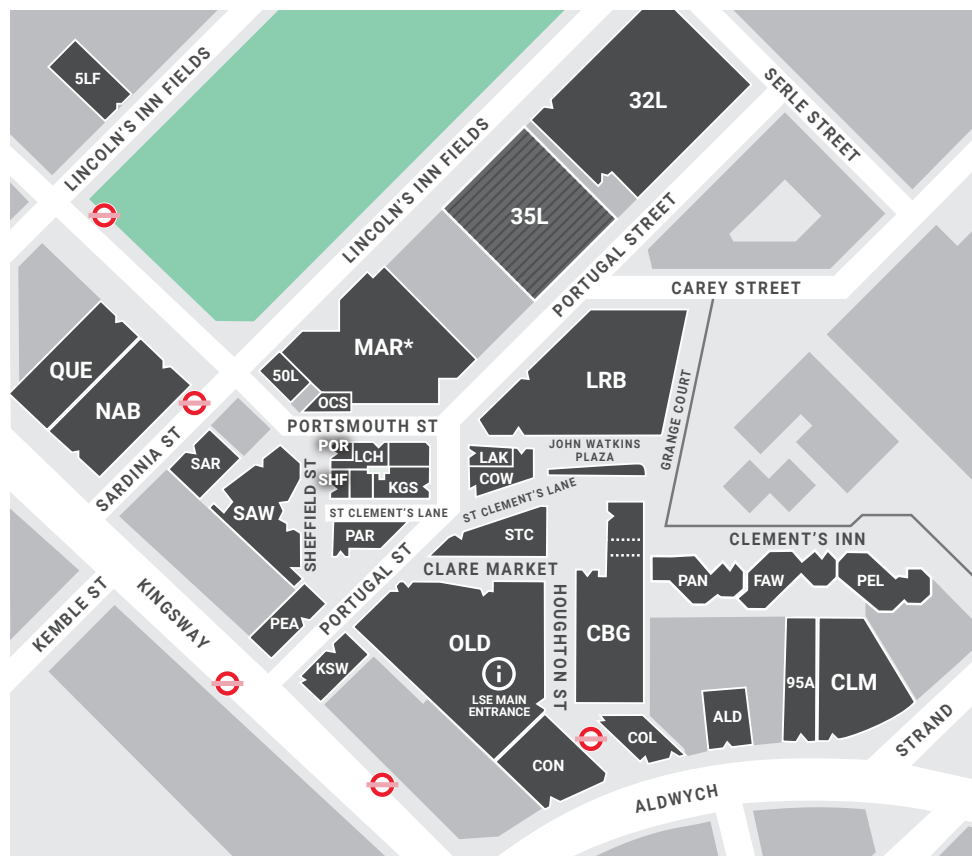 5LF
LINCOLN'S INN FIELDS
32L
SERLE STREET
LINCOLN'S INN FIELDS
35L
PORTUGAL STREET
CAREY STREET
MAR*
QUE
50L
LRB
NAB
OCS
GRANGE COURT
PORTSMOUTH ST
SARDINIA ST
POR
LCH
JOHN WATKINS
PLAZA
SAR
LAK
SHF
KGS
COW
SHEFFIELD ST
SAW
ST CLEMENT'S LANE
ST CLEMENT'S LANE
PAR
STC
CLEMENT'S INN
CLARE MARKET
PAN
FAW
PEL
KEMBLE ST
KINGSWAY
PORTUGAL ST
HOUGHTON ST
PEA
OLD
CBG
KSW
i
LSE MAIN
ENTRANCE
95A
CLM
ALD
COL
STRAND
CON
ALDWYCH